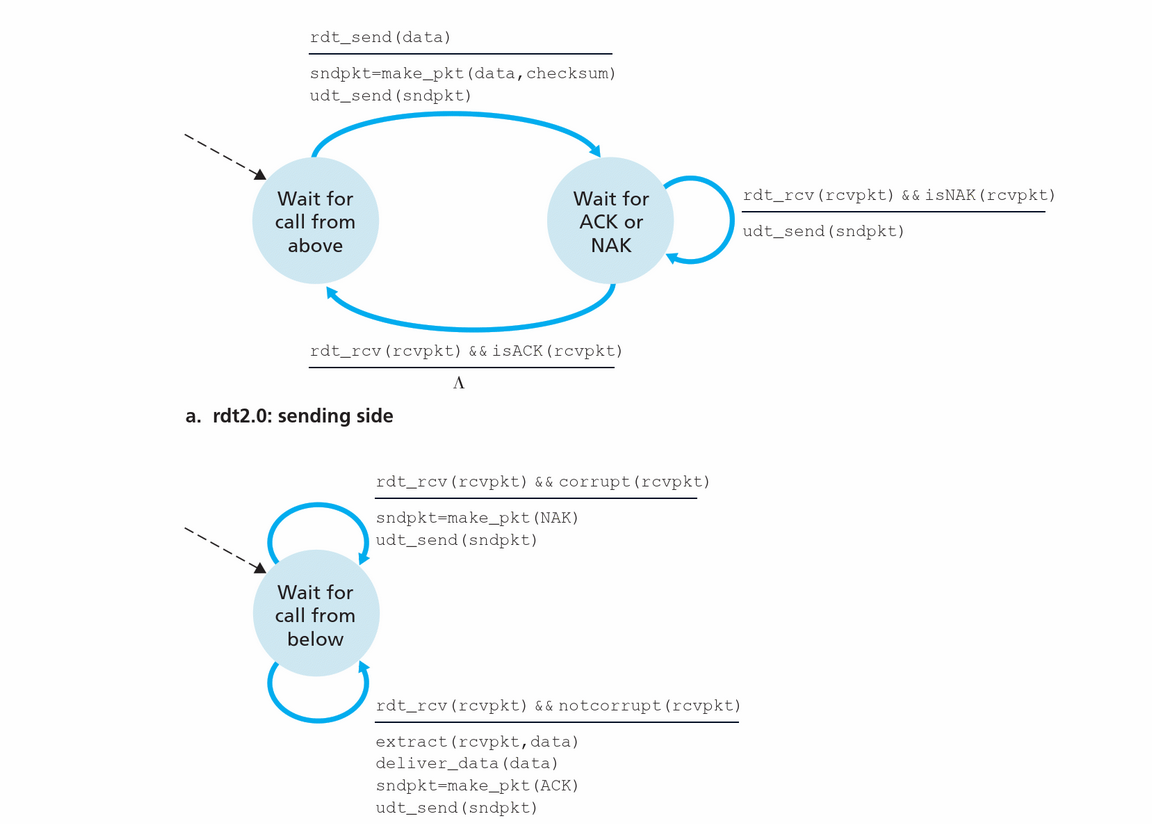 rdt_send(data)
sndpkt=make_pkt(data,checksum)
udt_send(sndpkt)
Wait for
call from
above
Wait for
ACK or
NAK
rdt_rcv(rcvpkt) && isNAK(rcvpkt)
udt_send(sndpkt)
rdt_rcv(rcvpkt) && isACK(rcvpkt)
Λ
a. rdt2.0: sending side
rdt_rcv(rcvpkt) && corrupt(rcvpkt)
sndpkt=make_pkt(NAK)
udt_send(sndpkt)
Wait for
call from
below
rdt_rcv(rcvpkt) && notcorrupt(rcvpkt)
extract(rcvpkt,data)
deliver_data(data)
sndpkt=make_pkt(ACK)
udt_send(sndpkt)